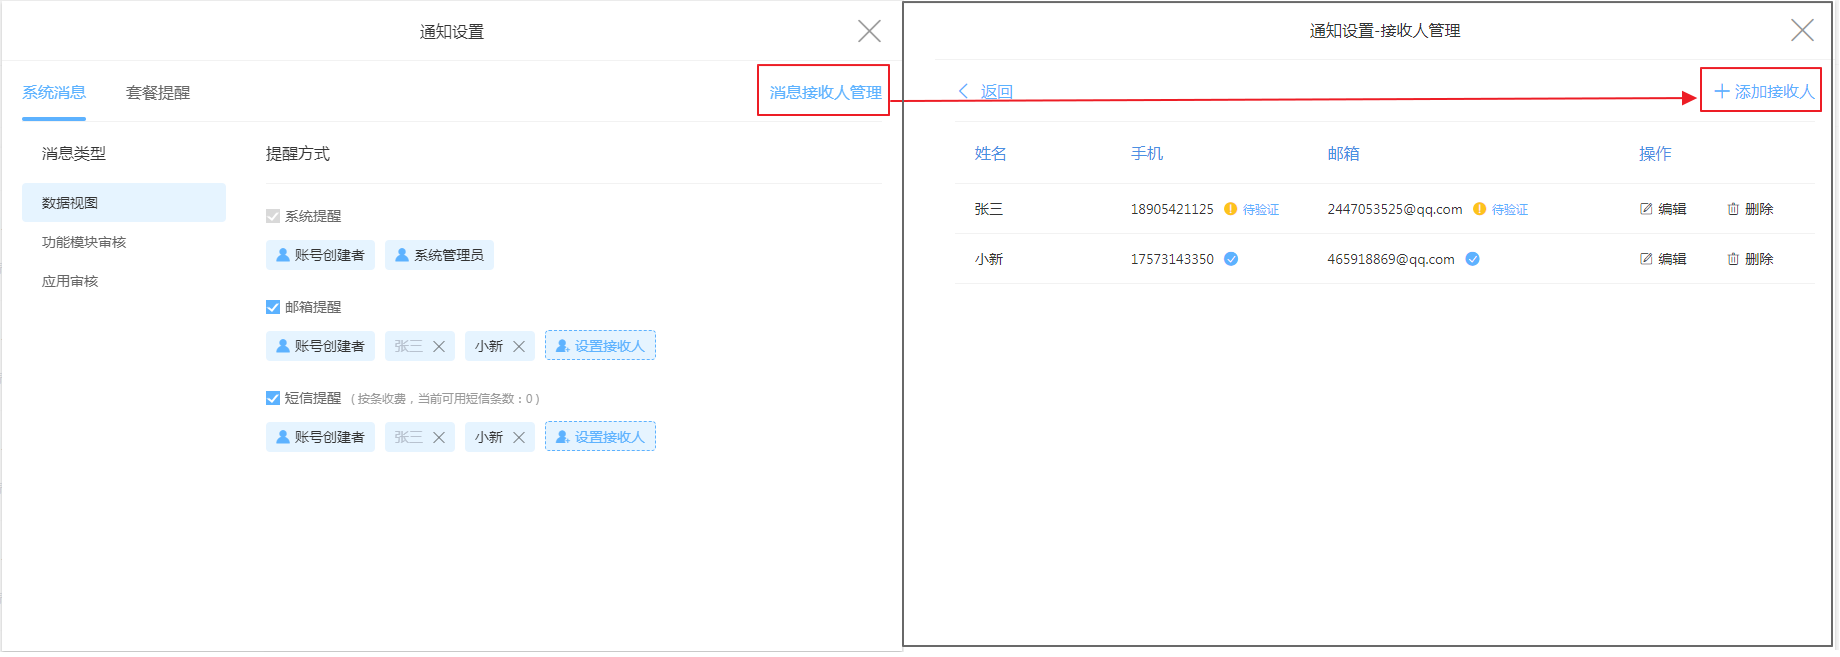 通知设置
系统消息 套餐提醒 消息接收人管理
消息类型
数据视图
功能模块审核
应用审核
提醒方式
系统提醒
账号创建者 系统管理员
邮箱提醒
账号创建者 张三 小新 设置接收人
短信提醒 (按条收费，当前可用短信条数：0)
账号创建者 张三 小新 设置接收人
通知设置-接收人管理
返回 添加接收人
姓名 手机 邮箱 操作
张三 18905421125 待验证 2447053525@qq.com 待验证 编辑 删除
小新 17573143350 465918869@qq.com 编辑 删除